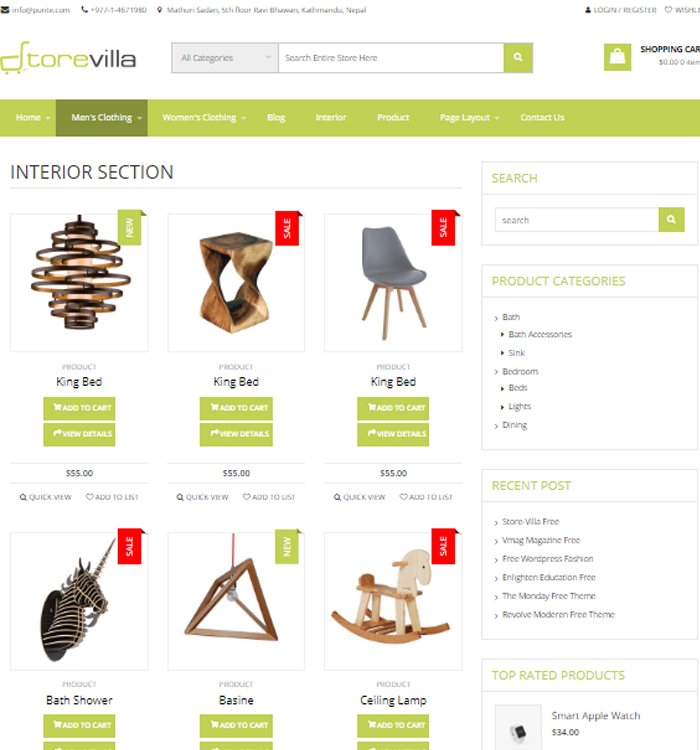 info@punte.com +977-1-4671980 Mathuri Sadan, 5th floor Ravi Bhawan, Kathmandu, Nepal LOGIN / REGISTER WISHLI
storevilla
All Categories Search Entire Store Here
SHOPPING CAR
$0.00 0 item
Home Men's Clothing Women's Clothing Blog Interior Product Page Layout Contact Us
INTERIOR SECTION
NEW
SALE
SALE
PRODUCT PRODUCT PRODUCT
King Bed King Bed King Bed
ADD TO CART ADD TO CART ADD TO CART
VIEW DETAILS VIEW DETAILS VIEW DETAILS
$55.00 $55.00 $55.00
QUICK VIEW ADD TO LIST QUICK VIEW ADD TO LIST QUICK VIEW ADD TO LIST
SALE
NEW
SALE
PRODUCT PRODUCT PRODUCT
Bath Shower Basine Ceiling Lamp
ADD TO CART ADD TO CART ADD TO CART
SEARCH
search
PRODUCT CATEGORIES
Bath
Bath Accessories
Sink
Bedroom
Beds
Lights
Dining
RECENT POST
Store-Villa Free
Vmag Magazine Free
Free Wordpress Fashion
Enlighten Education Free
The Monday Free Theme
Revolve Moderen Free Theme
TOP RATED PRODUCTS
Smart Apple Watch
$34.00